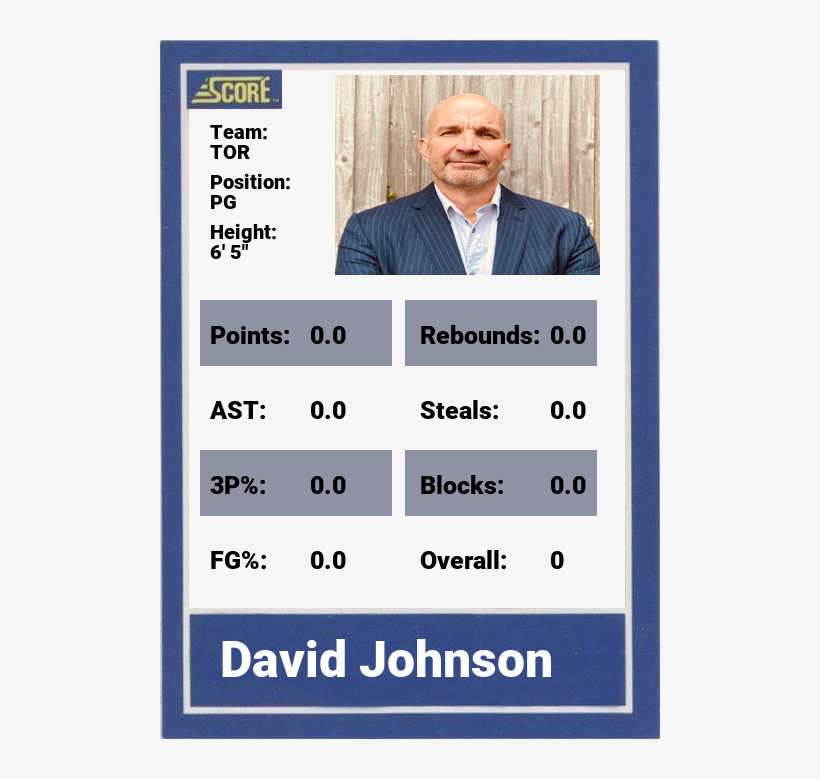 SCORE™
Team:
TOR
Position:
PG
Height:
6' 5"
Points: 0.0 Rebounds: 0.0
AST: 0.0 Steals: 0.0
3P%: 0.0 Blocks: 0.0
FG%: 0.0 Overall: 0
David Johnson